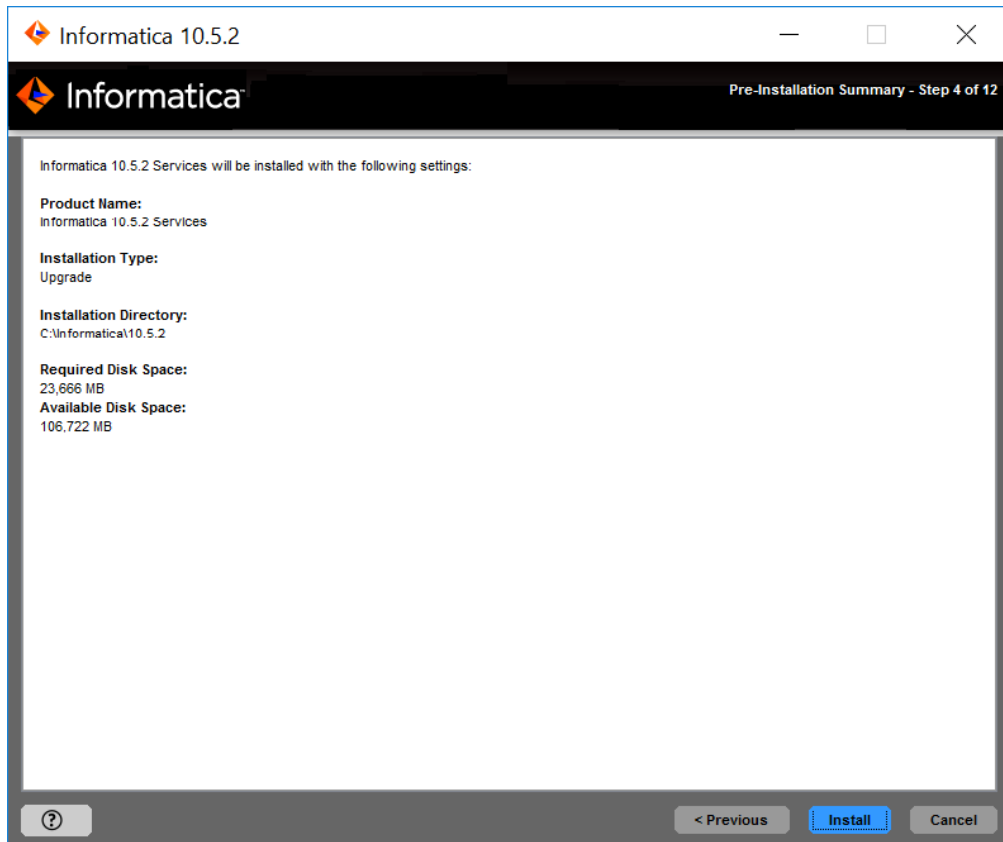 Informatica 10.5.2
Informatica
Pre-Installation Summary - Step 4 of 12
Informatica 10.5.2 Services will be installed with the following settings:
Product Name:
Informatica 10.5.2 Services
Installation Type:
Upgrade
Installation Directory:
C:\Informatica\10.5.2
Required Disk Space:
23,666 MB
Available Disk Space:
106,722 MB
?
< Previous
Install
Cancel